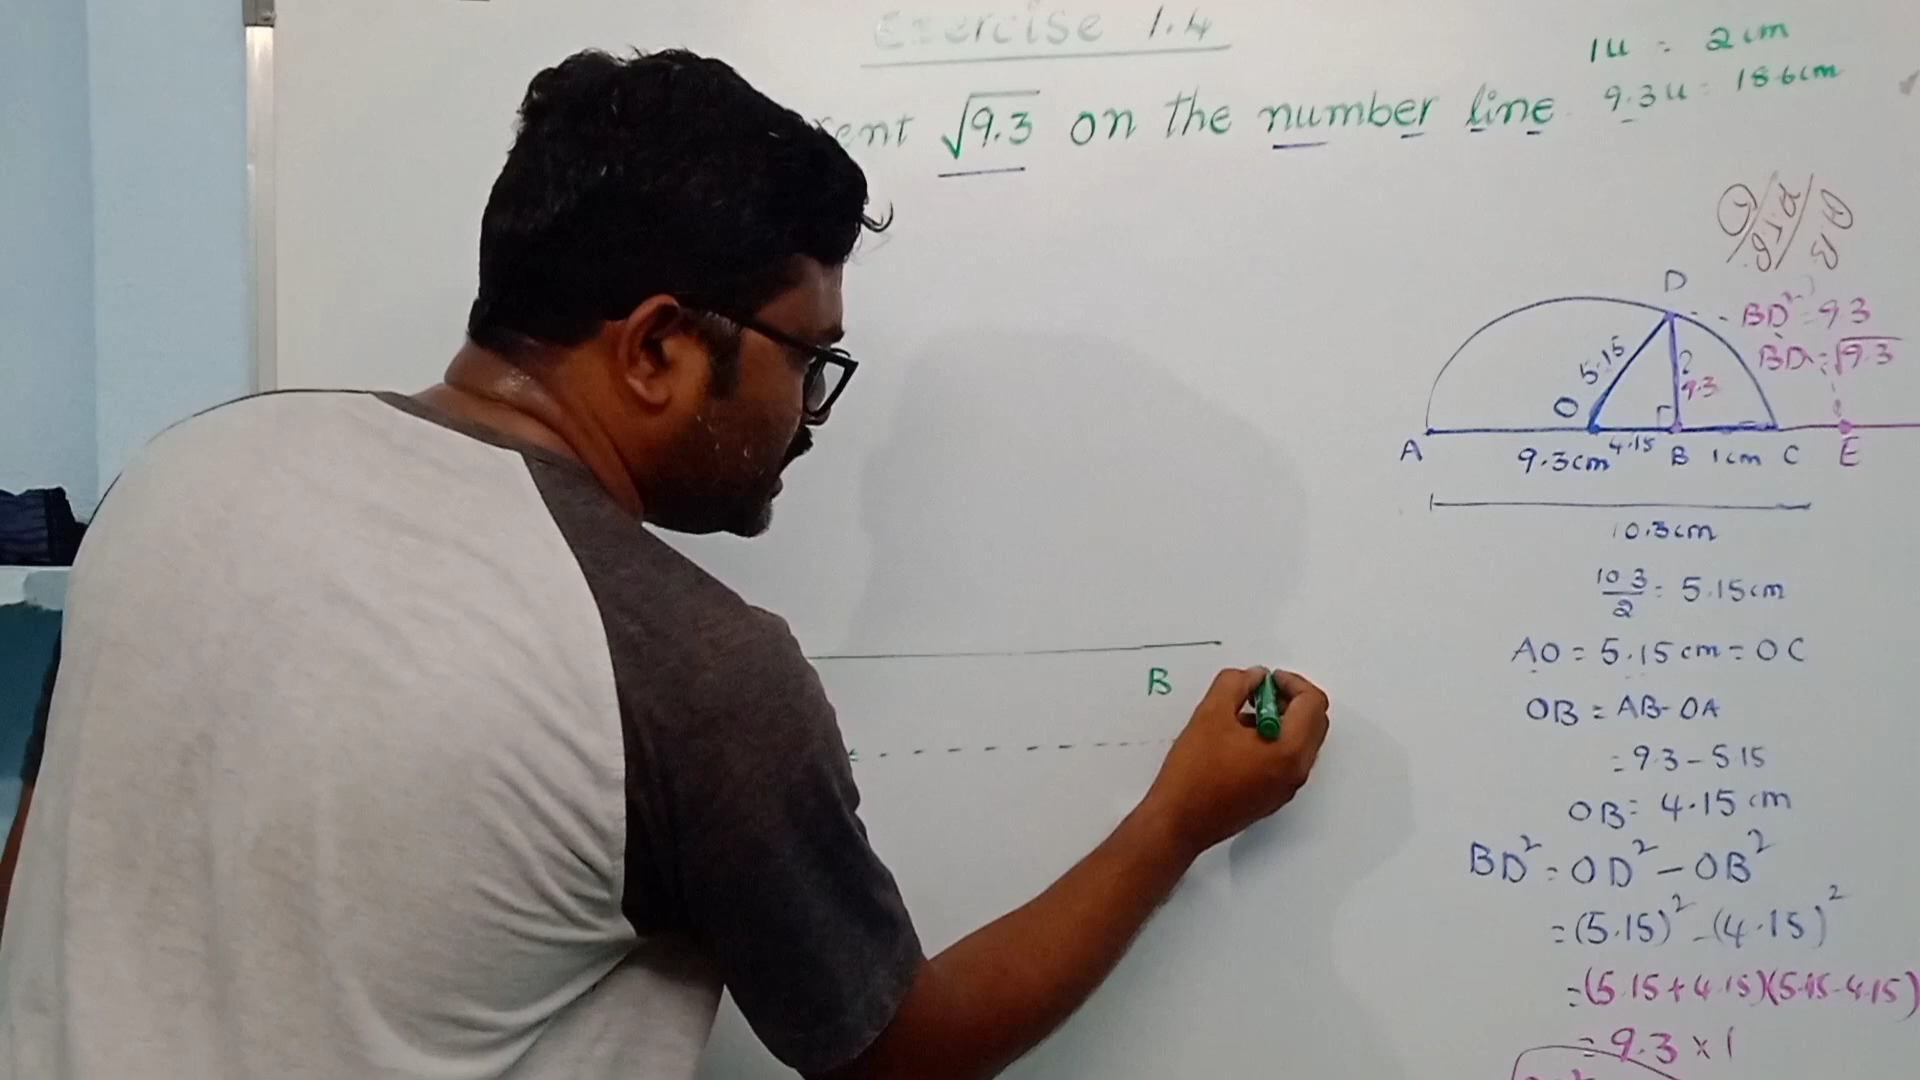 Exercise 1.4
1u = 2cm
9.3u = 18.6cm
√9.3 on the number line
D
BD² = 9.3
BD = √9.3
5.15
?
9.3
O
A
9.3cm
4.15
B
1cm
C
E
10.3cm
10.3/2 = 5.15cm
AO = 5.15cm = OC
B
OB = AB-OA
= 9.3 - 5.15
OB = 4.15 cm
BD² = OD² - OB²
= (5.15)² - (4.15)²
= (5.15 + 4.15)(5.15 - 4.15)
= 9.3 × 1